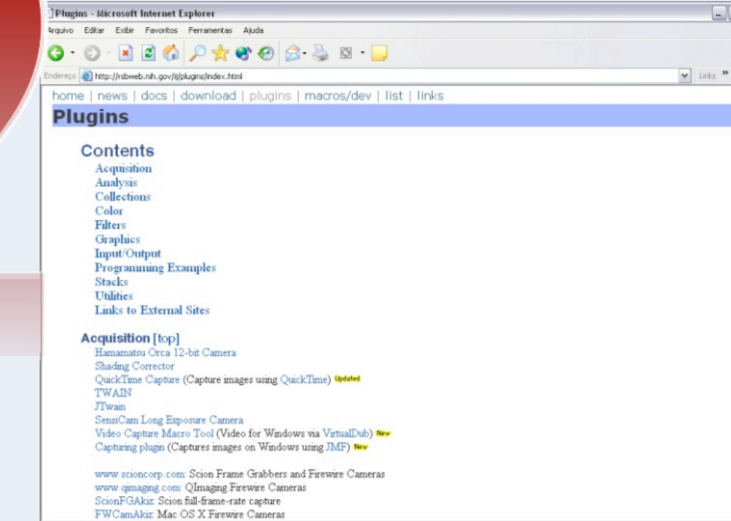 Plugins - Microsoft Internet Explorer
Arquivo Editar Exibir Favoritos Ferramentas Ajuda
Endereço http://rsbweb.nih.gov/ij/plugins/index.html Links »
home | news | docs | download | plugins | macros/dev | list | links
Plugins
Contents
Acquisition
Analysis
Collections
Color
Filters
Graphics
Input/Output
Programming Examples
Stacks
Utilities
Links to External Sites
Acquisition [top]
Hamamatsu Orca 12-bit Camera
Shading Corrector
QuickTime Capture (Capture images using QuickTime) Updated
TWAIN
JTwain
SensiCam Long Exposure Camera
Video Capture Macro Tool (Video for Windows via VirtualDub) New
Capturing plugin (Captures images on Windows using JMF) New
www.scioncorp.com: Scion Frame Grabbers and Firewire Cameras
www.qimaging.com: QImaging Firewire Cameras
ScionFGAkiz: Scion full-frame-rate capture
FWCamAkiz: Mac OS X Firewire Cameras